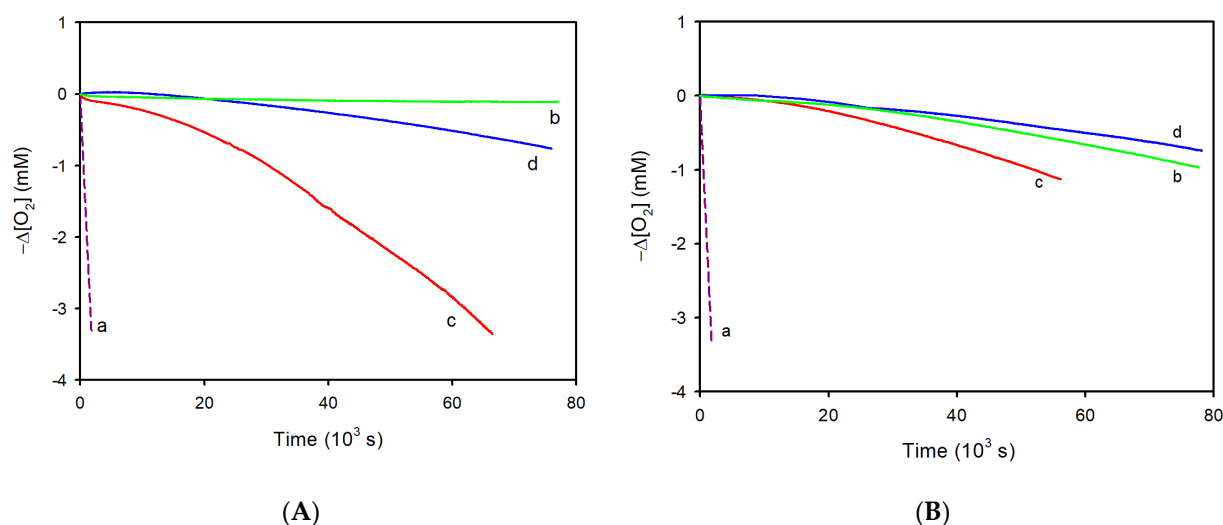 1
0
-1
-2
-3
-4
−Δ[O₂] (mM)
a
b
c
d
0 20 40 60 80
Time (10³ s)
(A)
1
0
-1
-2
-3
-4
−Δ[O₂] (mM)
a
b
c
d
0 20 40 60 80
Time (10³ s)
(B)